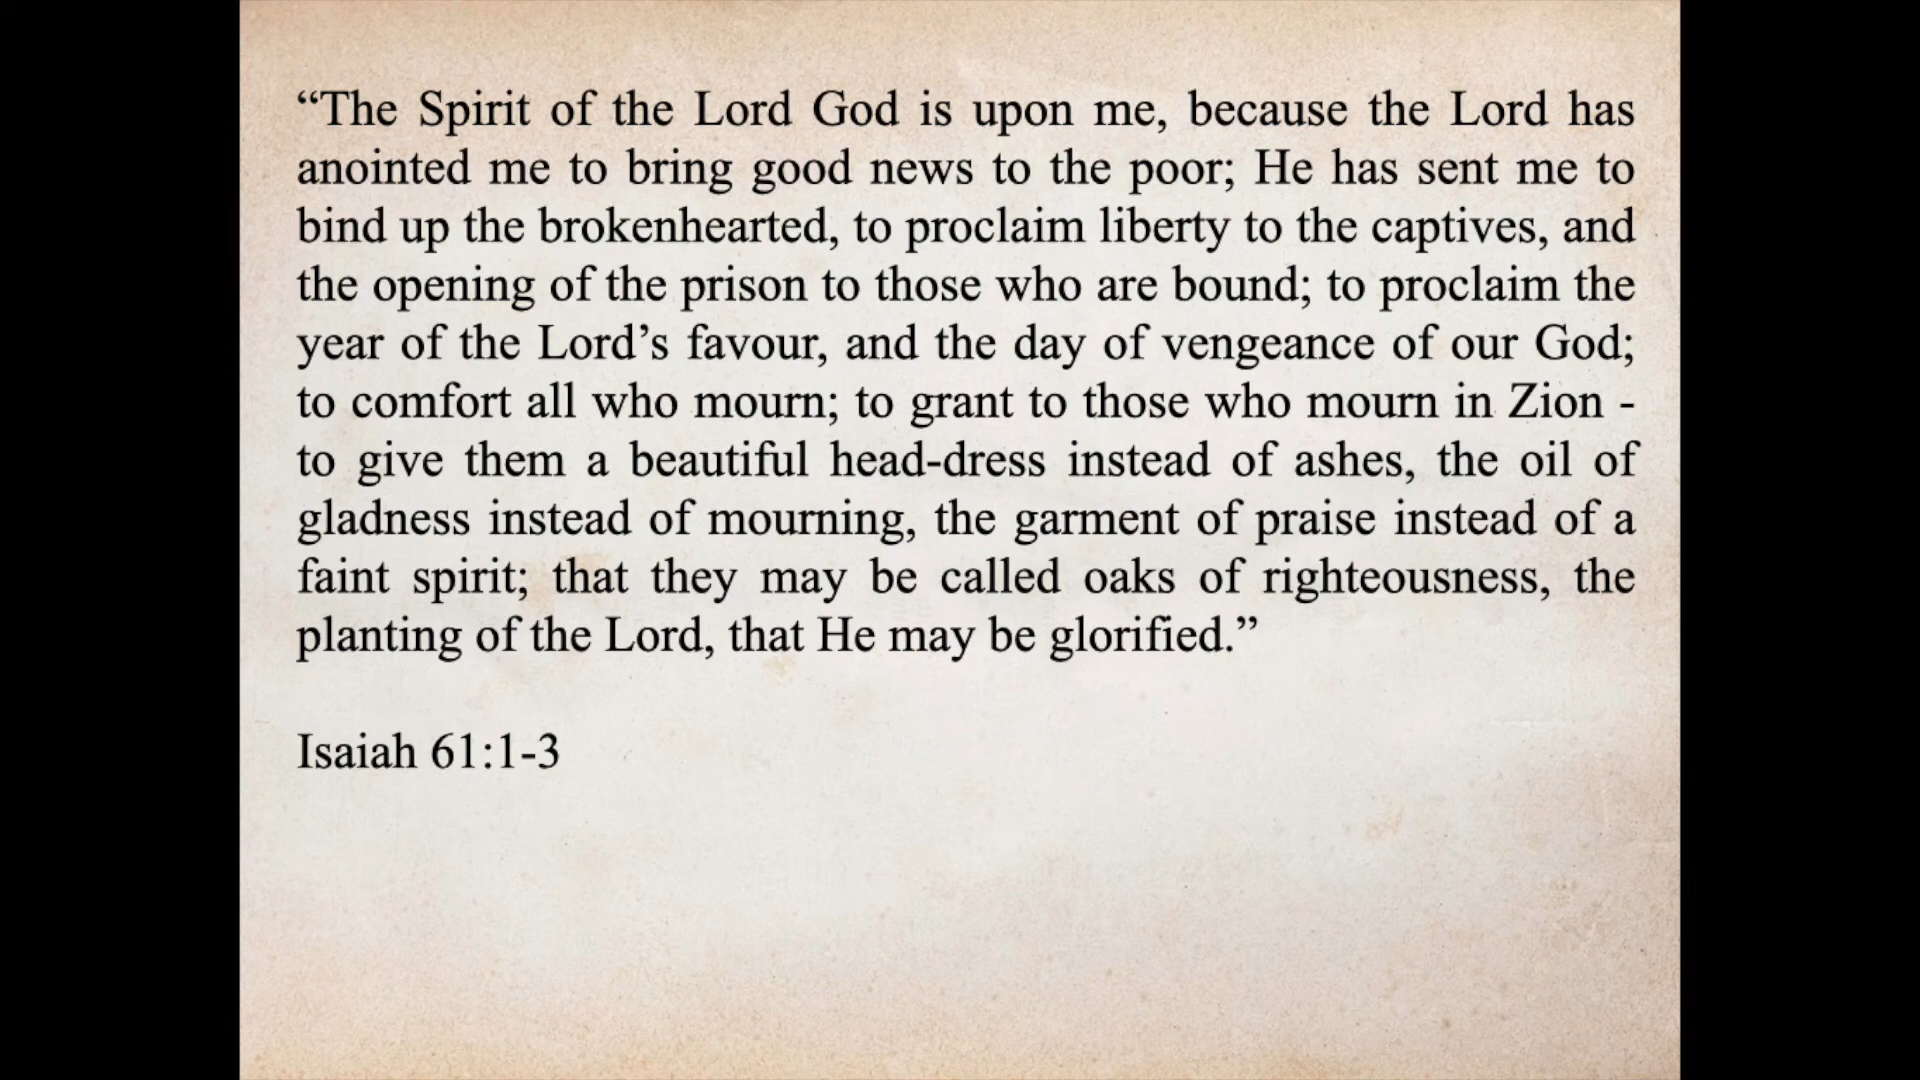 “The Spirit of the Lord God is upon me, because the Lord has
anointed me to bring good news to the poor; He has sent me to
bind up the brokenhearted, to proclaim liberty to the captives, and
the opening of the prison to those who are bound; to proclaim the
year of the Lord’s favour, and the day of vengeance of our God;
to comfort all who mourn; to grant to those who mourn in Zion -
to give them a beautiful head-dress instead of ashes, the oil of
gladness instead of mourning, the garment of praise instead of a
faint spirit; that they may be called oaks of righteousness, the
planting of the Lord, that He may be glorified.”
Isaiah 61:1-3